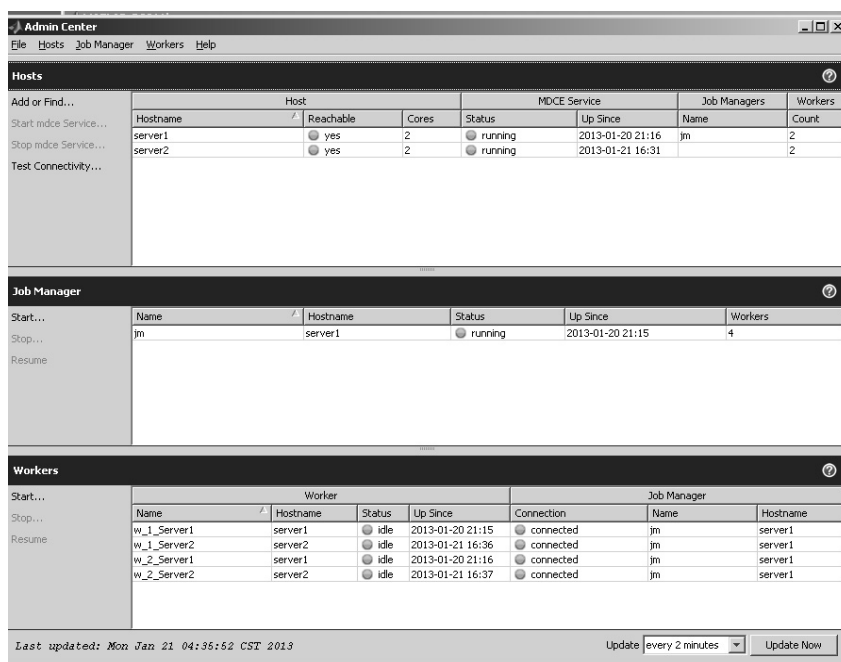 Admin Center
File Hosts Job Manager Workers Help
Hosts
Add or Find...
Start mdce Service...
Stop mdce Service...
Test Connectivity...
Host MDCE Service Job Managers Workers
Hostname Reachable Cores Status Up Since Name Count
server1 yes 2 running 2013-01-20 21:16 jm 2
server2 yes 2 running 2013-01-21 16:31 2
Job Manager
Start...
Stop...
Resume
Name Hostname Status Up Since Workers
jm server1 running 2013-01-20 21:15 4
Workers
Start...
Stop...
Resume
Worker Job Manager
Name Hostname Status Up Since Connection Name Hostname
w_1_Server1 server1 idle 2013-01-20 21:15 connected jm server1
w_1_Server2 server2 idle 2013-01-21 16:36 connected jm server1
w_2_Server1 server1 idle 2013-01-20 21:16 connected jm server1
w_2_Server2 server2 idle 2013-01-21 16:37 connected jm server1
Last updated: Mon Jan 21 04:35:52 CST 2013 Update every 2 minutes Update Now